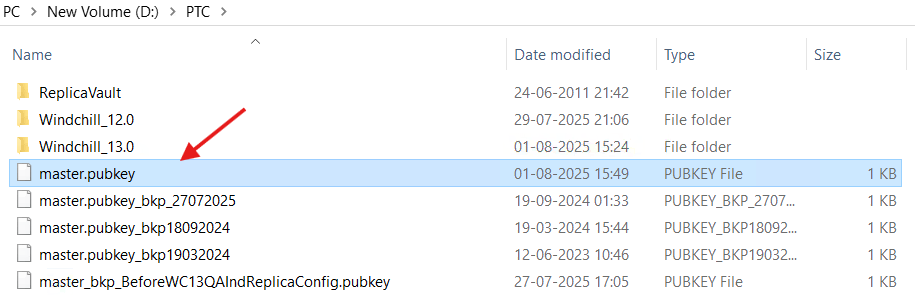 PC > New Volume (D:) > PTC >
Name Date modified Type Size
ReplicaVault 24-06-2011 21:42 File folder
Windchill_12.0 29-07-2025 21:06 File folder
Windchill_13.0 01-08-2025 15:24 File folder
master.pubkey 01-08-2025 15:49 PUBKEY File 1 KB
master.pubkey_bkp_27072025 19-09-2024 01:33 PUBKEY_BKP_2707... 1 KB
master.pubkey_bkp18092024 19-03-2024 15:44 PUBKEY_BKP18092... 1 KB
master.pubkey_bkp19032024 12-06-2023 10:46 PUBKEY_BKP19032... 1 KB
master_bkp_BeforeWC13QAIndReplicaConfig.pubkey 27-07-2025 17:05 PUBKEY File 1 KB